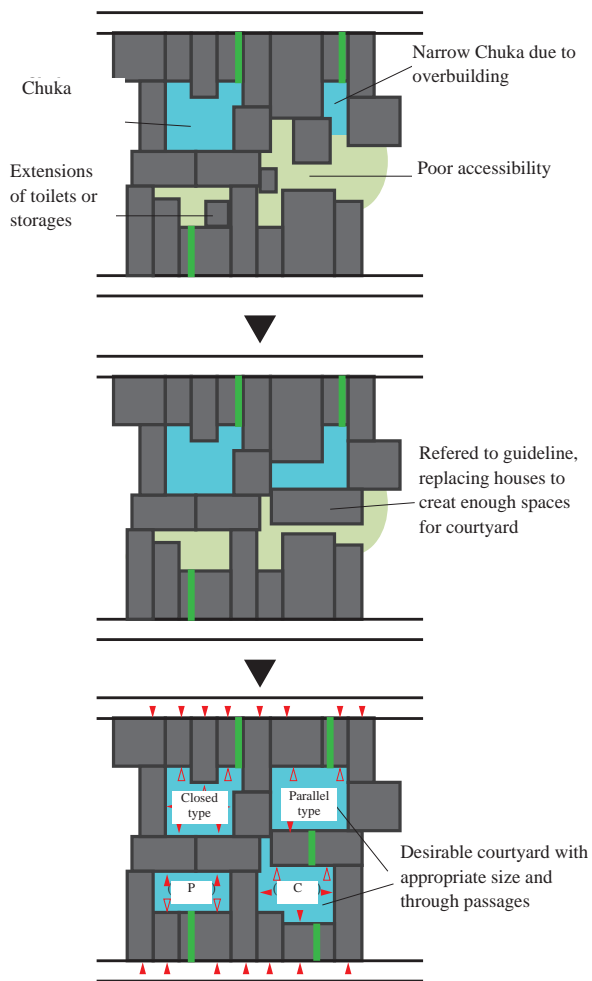 Chuka
Narrow Chuka due to
overbuilding
Extensions
of toilets or
storages
Poor accessibility
Refered to guideline,
replacing houses to
creat enough spaces
for courtyard
Closed
type
Parallel
type
( P )
( C )
Desirable courtyard with
appropriate size and
through passages